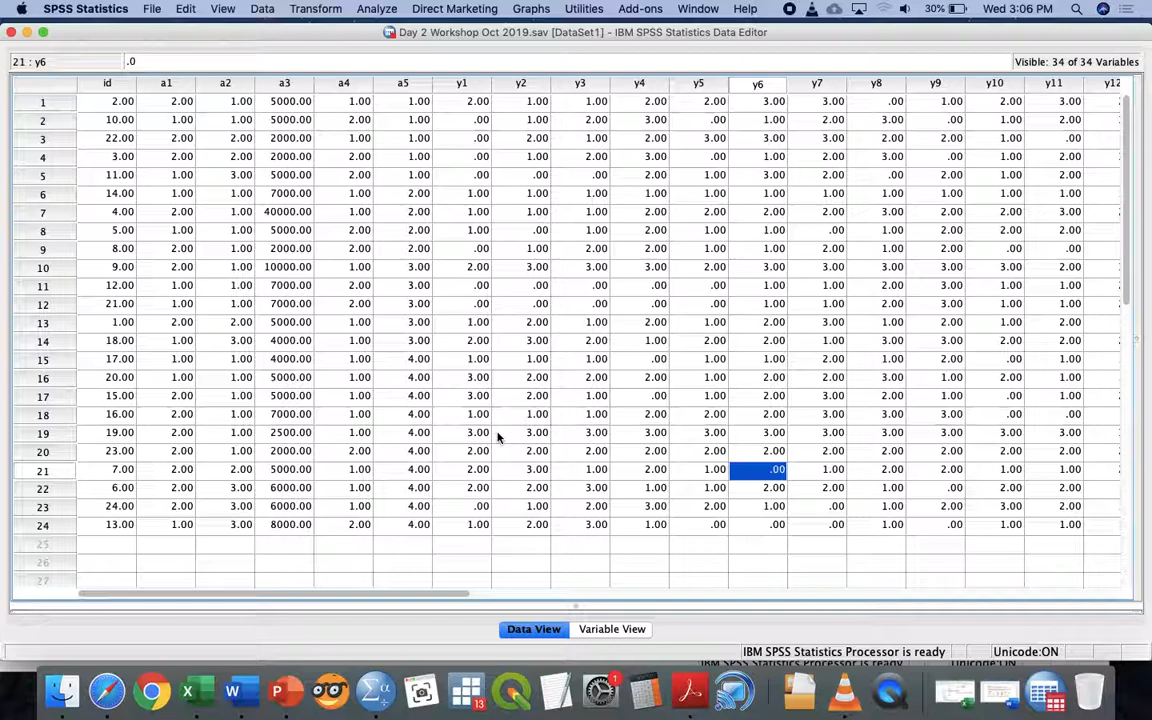 SPSS Statistics File Edit View Data Transform Analyze Direct Marketing Graphs Utilities Add-ons Window Help 30% Wed 3:06 PM
Day 2 Workshop Oct 2019.sav [DataSet1] - IBM SPSS Statistics Data Editor
21 : y6 .0 Visible: 34 of 34 Variables
id a1 a2 a3 a4 a5 y1 y2 y3 y4 y5 y6 y7 y8 y9 y10 y11 y12
1 2.00 2.00 1.00 5000.00 1.00 1.00 2.00 1.00 1.00 2.00 2.00 3.00 3.00 .00 1.00 2.00 3.00
2 10.00 1.00 1.00 5000.00 2.00 1.00 .00 1.00 2.00 3.00 .00 1.00 2.00 3.00 .00 1.00 2.00
3 22.00 2.00 2.00 2000.00 1.00 1.00 .00 2.00 1.00 2.00 3.00 3.00 3.00 2.00 2.00 1.00 .00
4 3.00 2.00 2.00 2000.00 2.00 1.00 .00 1.00 2.00 3.00 .00 1.00 2.00 3.00 .00 1.00 2.00
5 11.00 1.00 3.00 5000.00 2.00 1.00 .00 .00 .00 2.00 1.00 3.00 2.00 .00 2.00 1.00 3.00
6 14.00 1.00 1.00 7000.00 1.00 2.00 1.00 1.00 1.00 1.00 1.00 1.00 1.00 1.00 1.00 1.00 1.00
7 4.00 2.00 1.00 40000.00 1.00 2.00 1.00 1.00 1.00 2.00 2.00 2.00 2.00 3.00 2.00 2.00 3.00
8 5.00 1.00 1.00 5000.00 1.00 2.00 1.00 .00 1.00 2.00 1.00 1.00 .00 1.00 2.00 .00 2.00
9 8.00 2.00 1.00 2000.00 2.00 2.00 .00 1.00 .00 2.00 1.00 1.00 2.00 1.00 2.00 .00 .00
10 9.00 2.00 1.00 10000.00 1.00 3.00 2.00 3.00 3.00 3.00 2.00 3.00 3.00 3.00 3.00 2.00 3.00
11 12.00 1.00 1.00 7000.00 2.00 3.00 .00 .00 .00 .00 .00 1.00 1.00 2.00 3.00 .00 1.00
12 21.00 1.00 1.00 7000.00 2.00 3.00 .00 .00 .00 .00 .00 1.00 1.00 2.00 3.00 .00 1.00
13 1.00 2.00 2.00 5000.00 1.00 3.00 1.00 2.00 1.00 2.00 1.00 2.00 3.00 1.00 2.00 1.00 2.00
14 18.00 1.00 3.00 4000.00 1.00 3.00 2.00 3.00 1.00 2.00 2.00 2.00 1.00 3.00 3.00 2.00 2.00
15 17.00 1.00 1.00 4000.00 1.00 4.00 1.00 1.00 1.00 .00 1.00 1.00 2.00 1.00 2.00 .00 1.00
16 20.00 1.00 1.00 5000.00 1.00 4.00 3.00 2.00 2.00 2.00 1.00 2.00 2.00 3.00 1.00 2.00 1.00
17 15.00 2.00 1.00 5000.00 1.00 4.00 3.00 2.00 1.00 .00 1.00 2.00 2.00 2.00 1.00 .00 2.00
18 16.00 2.00 1.00 7000.00 1.00 4.00 1.00 1.00 1.00 2.00 2.00 2.00 3.00 3.00 3.00 .00 .00
19 19.00 2.00 1.00 2500.00 1.00 4.00 3.00 3.00 3.00 3.00 3.00 3.00 3.00 3.00 3.00 3.00 3.00
20 23.00 2.00 1.00 2000.00 2.00 4.00 2.00 2.00 2.00 2.00 2.00 2.00 2.00 2.00 2.00 2.00 2.00
21 7.00 2.00 2.00 5000.00 1.00 4.00 2.00 3.00 1.00 2.00 1.00 .00 1.00 2.00 2.00 1.00 1.00
22 6.00 2.00 3.00 6000.00 1.00 4.00 2.00 2.00 3.00 1.00 1.00 2.00 2.00 1.00 .00 2.00 1.00
23 24.00 2.00 3.00 6000.00 1.00 4.00 .00 1.00 2.00 3.00 2.00 1.00 .00 1.00 2.00 3.00 2.00
24 13.00 1.00 3.00 8000.00 2.00 4.00 1.00 2.00 3.00 1.00 .00 .00 .00 1.00 .00 1.00 1.00
25
26
27
Data View Variable View
IBM SPSS Statistics Processor is ready Unicode:ON
IBM SPSS Statistics Processor is ready Unicode:ON
13
1